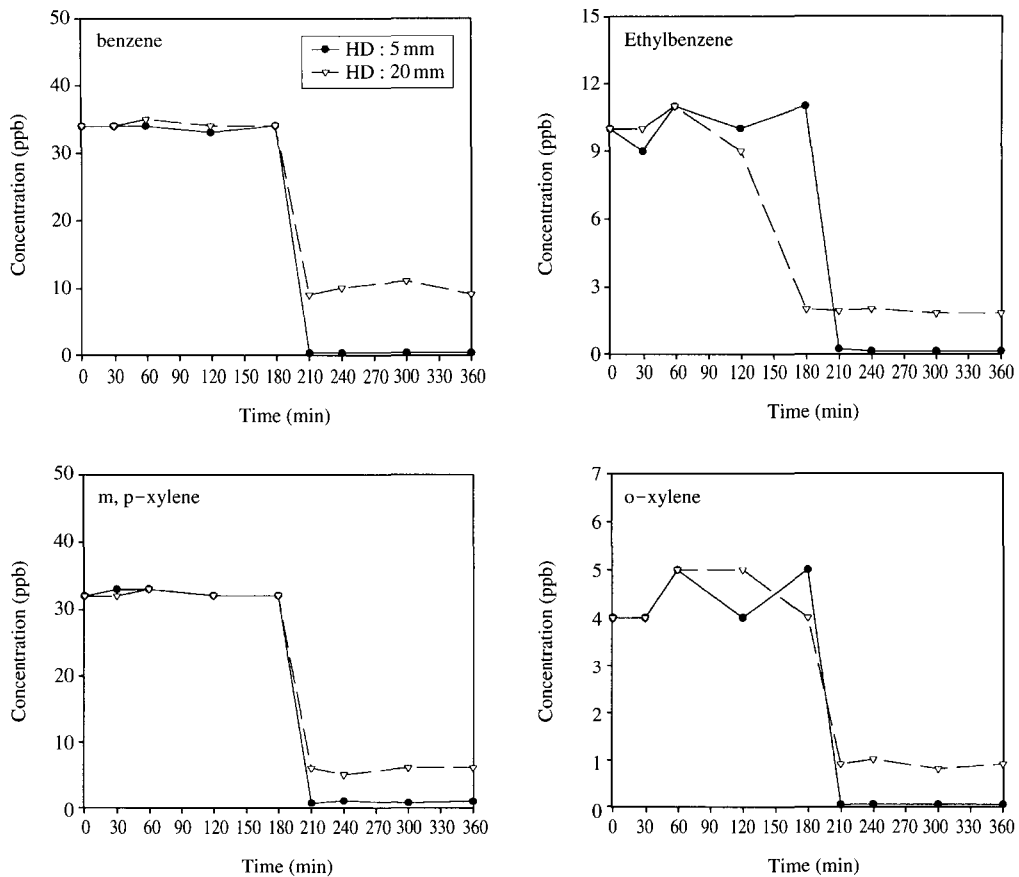 benzene
HD : 5 mm
HD : 20 mm
50
40
30
20
10
0
Concentration (ppb)
0 30 60 90 120 150 180 210 240 270 300 330 360
Time (min)
Ethylbenzene
15
12
9
6
3
0
Concentration (ppb)
0 30 60 90 120 150 180 210 240 270 300 330 360
Time (min)
m, p-xylene
50
40
30
20
10
0
Concentration (ppb)
0 30 60 90 120 150 180 210 240 270 300 330 360
Time (min)
o-xylene
7
6
5
4
3
2
1
0
Concentration (ppb)
0 30 60 90 120 150 180 210 240 270 300 330 360
Time (min)